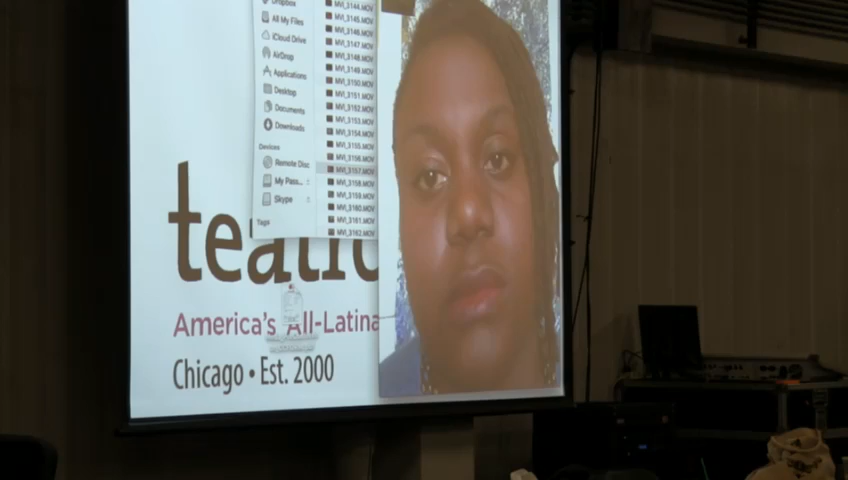 Dropbox
All My Files
iCloud Drive
AirDrop
Applications
Desktop
Documents
Downloads
Devices
Remote Disc
My Pass...
Skype
Tags
MVI_3144.MOV
MVI_3145.MOV
MVI_3146.MOV
MVI_3147.MOV
MVI_3148.MOV
MVI_3149.MOV
MVI_3150.MOV
MVI_3151.MOV
MVI_3152.MOV
MVI_3153.MOV
MVI_3154.MOV
MVI_3155.MOV
MVI_3156.MOV
MVI_3157.MOV
MVI_3158.MOV
MVI_3159.MOV
MVI_3160.MOV
MVI_3161.MOV
MVI_3162.MOV
teatro
America's All-Latina
Chicago • Est. 2000